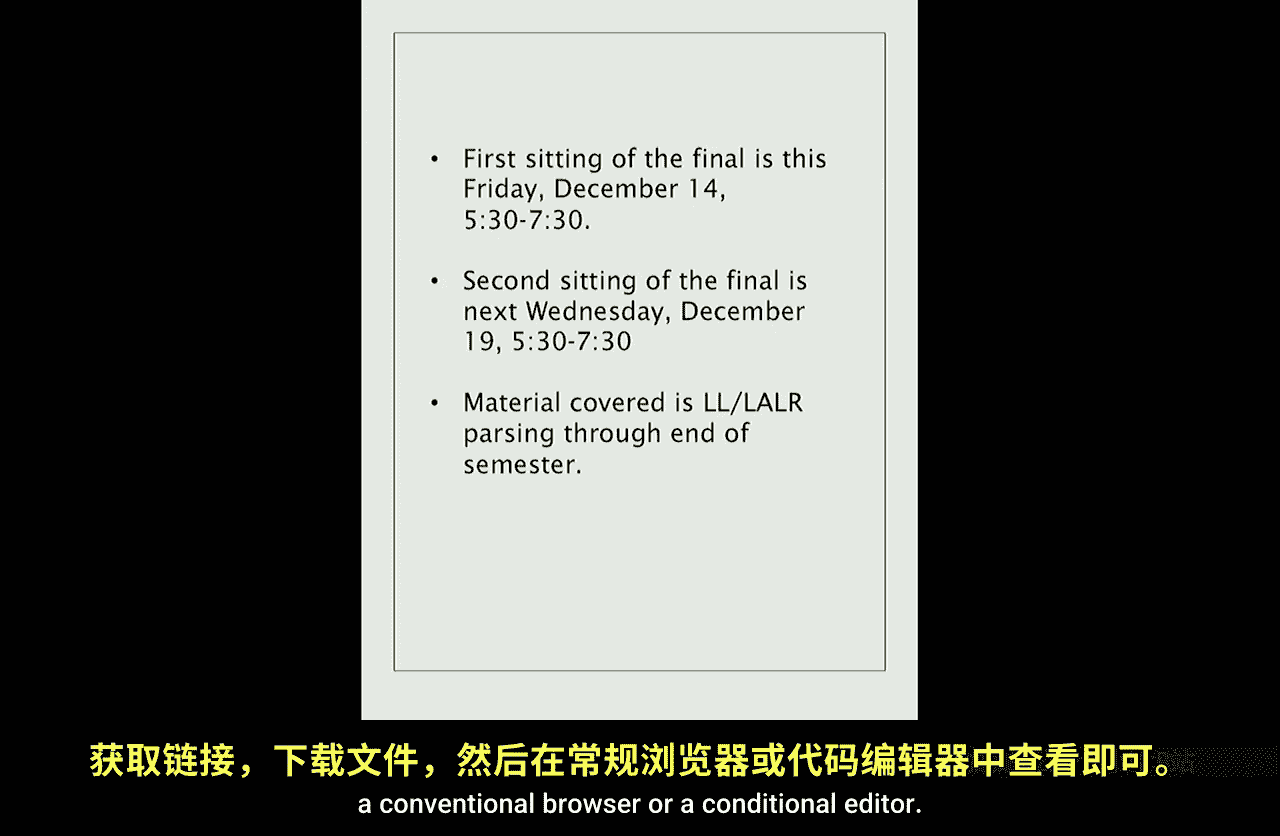 • First sitting of the final is this
Friday, December 14,
5:30-7:30.
• Second sitting of the final is
next Wednesday, December
19, 5:30-7:30
• Material covered is LL/LALR
parsing through end of
semester.
获取链接，下载文件，然后在常规浏览器或代码编辑器中查看即可。
a conventional browser or a conditional editor.